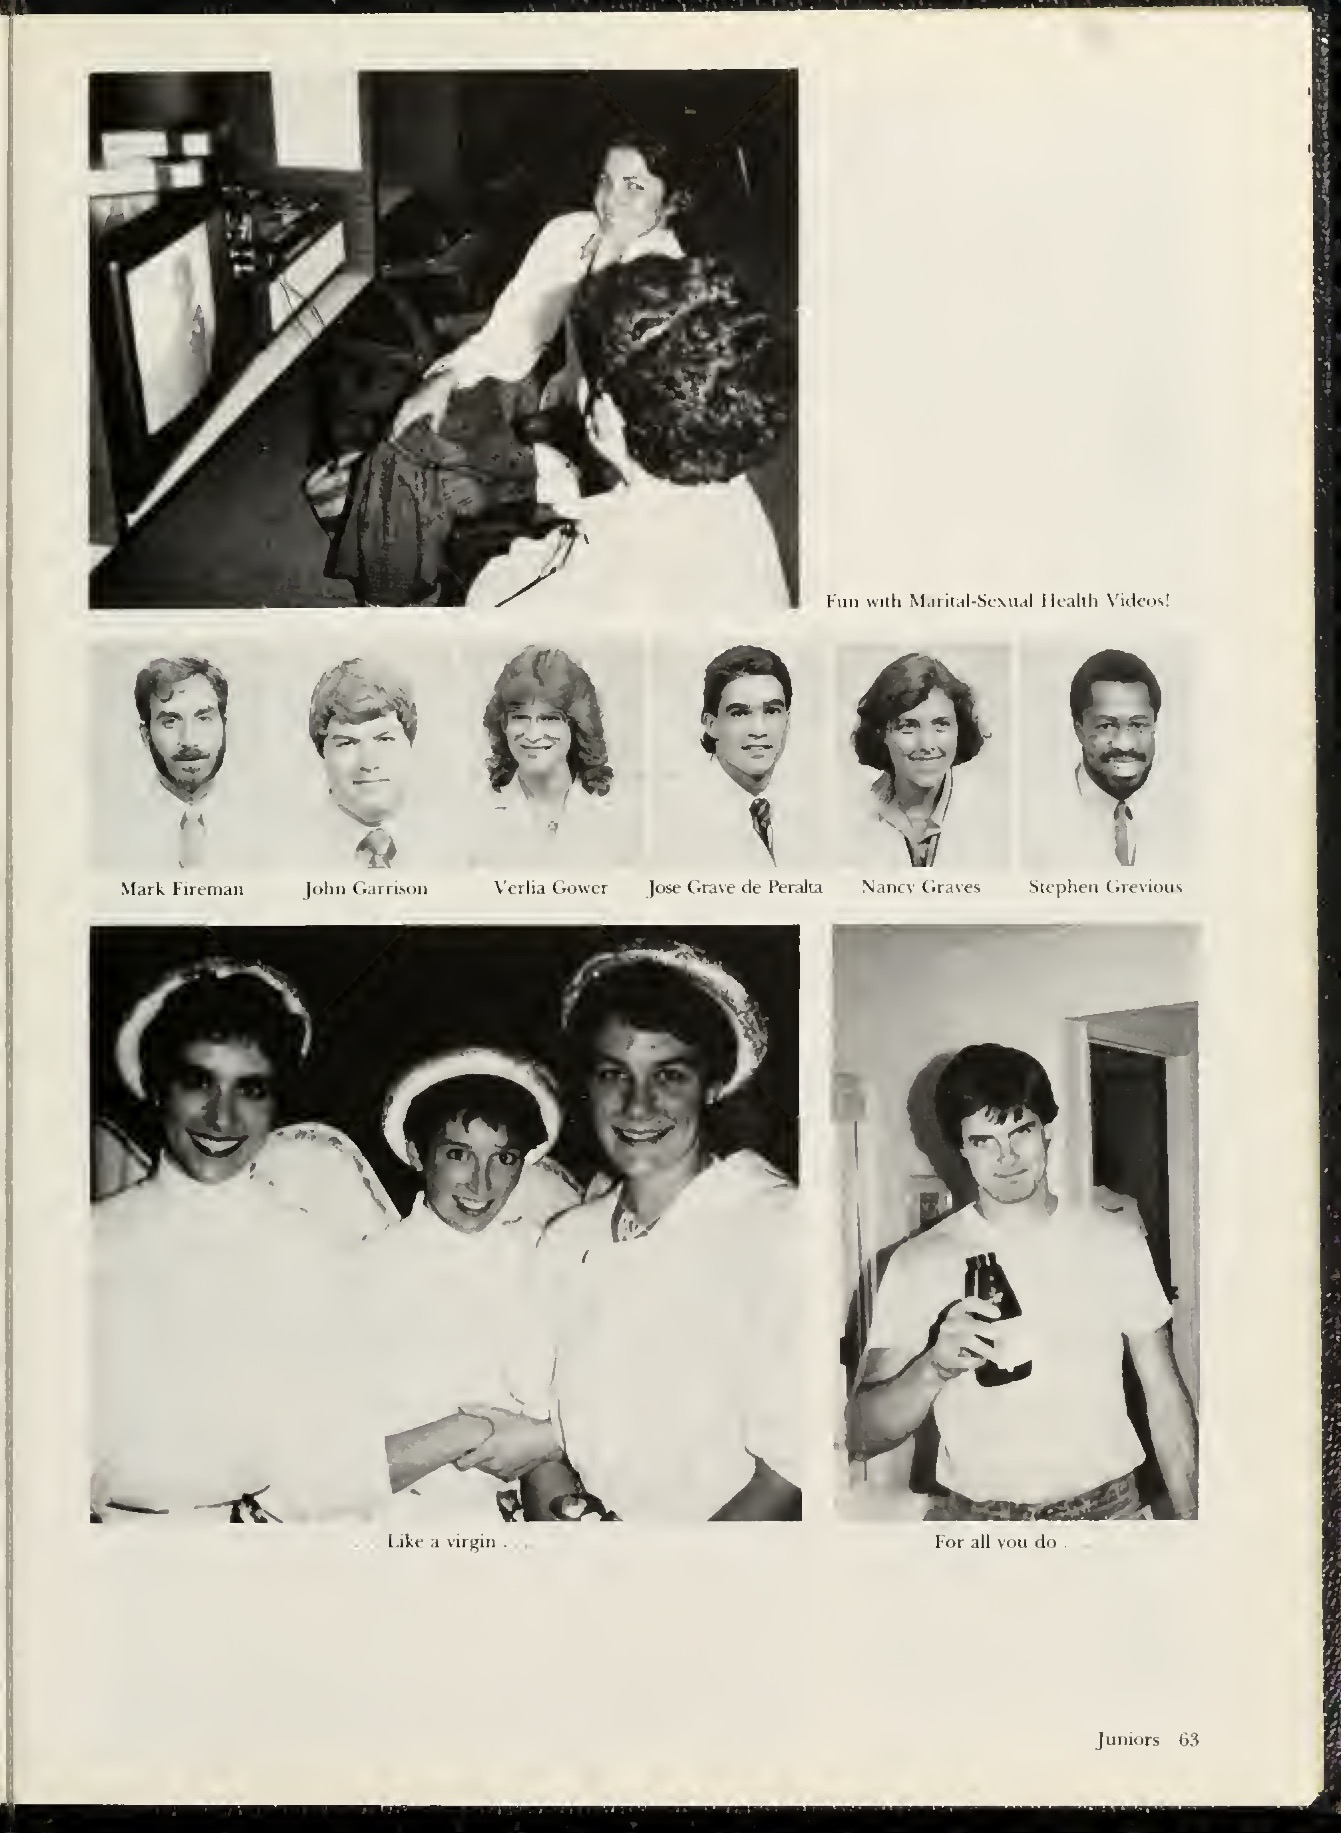 Fun with Marital-Sexual Health Videos!
Mark Fireman
John Garrison
Verlia Gower
Jose Grave de Peralta
Nancy Graves
Stephen Grevious
. . . Like a virgin . . .
For all you do .
Juniors 63